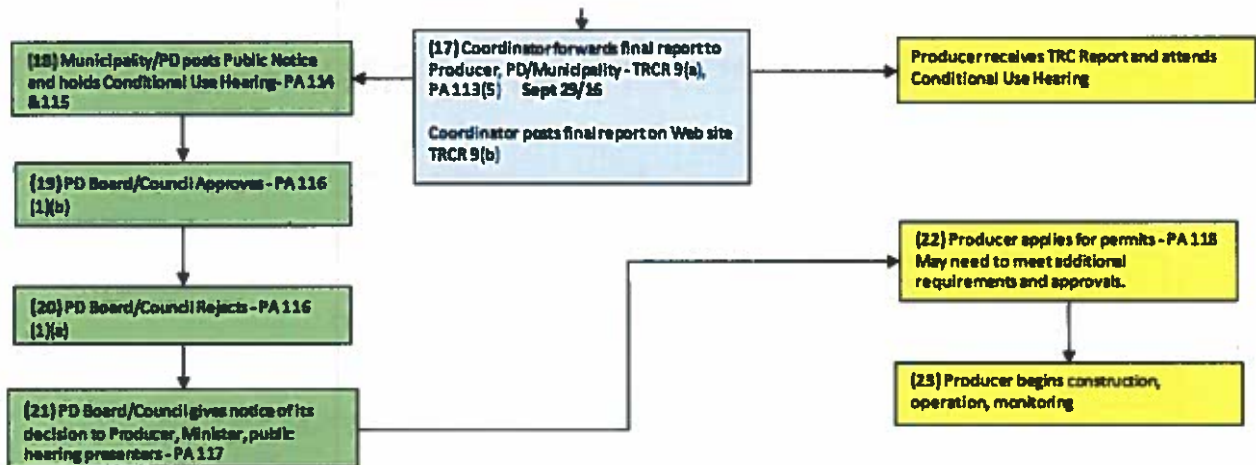 (18) Municipality/PD posts Public Notice
and holds Conditional Use Hearing- PA 114
&115
(17) Coordinator forwards final report to
Producer, PD/Municipality - TRCR 9(a),
PA 113(5) Sept 29/16
Coordinator posts final report on Web site
TRCR 9(b)
Producer receives TRC Report and attends
Conditional Use Hearing
(19) PD Board/Council Approves - PA 116
(1)(b)
(20) PD Board/Council Rejects - PA 116
(1)(a)
(21) PD Board/Council gives notice of its
decision to Producer, Minister, public
hearing presenters - PA 117
(22) Producer applies for permits - PA 118
May need to meet additional
requirements and approvals.
(23) Producer begins construction,
operation, monitoring